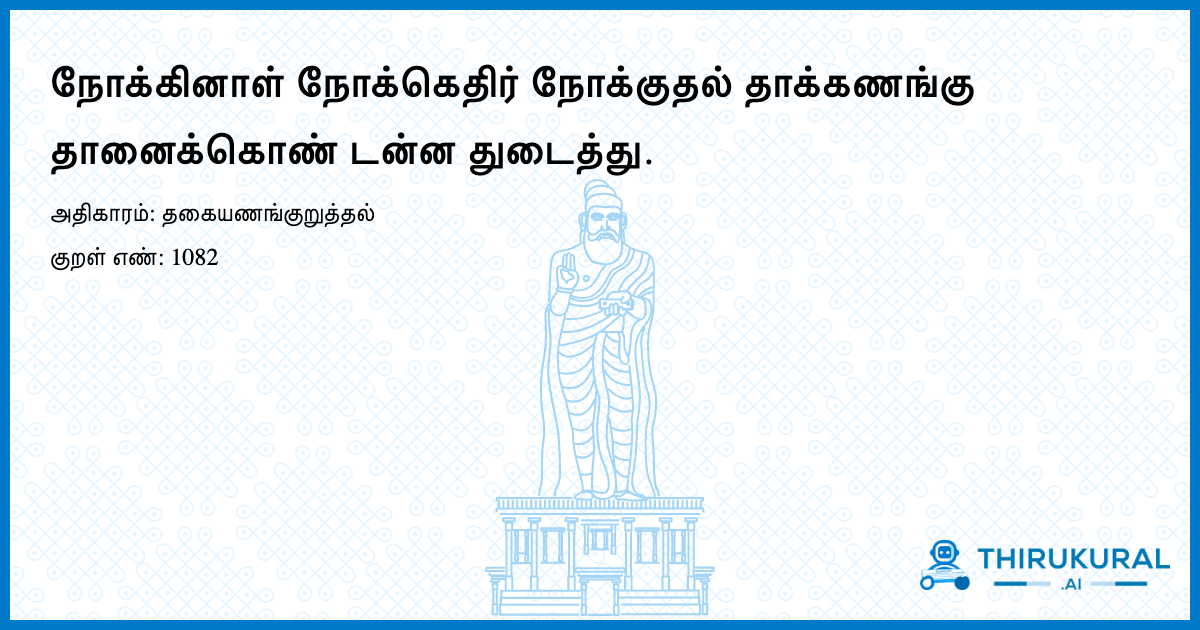 நோக்கினாள் நோக்கெதிர் நோக்குதல் தாக்கணங்கு
தானைக்கொண் டன்ன துடைத்து.
அதிகாரம்: தகையணங்குறுத்தல்
குறள் எண்: 1082
THIRUKURAL
.AI